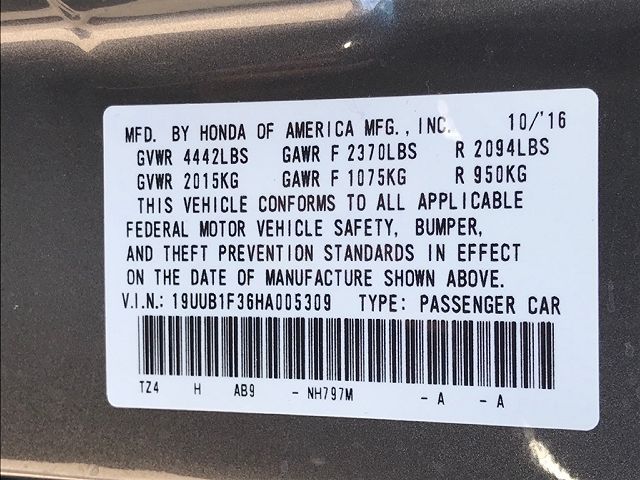 MFD. BY HONDA OF AMERICA MFG., INC. 10/'16
GVWR 4442LBS GAWR F 2370LBS R 2094LBS
GVWR 2015KG GAWR F 1075KG R 950KG
THIS VEHICLE CONFORMS TO ALL APPLICABLE
FEDERAL MOTOR VEHICLE SAFETY, BUMPER,
AND THEFT PREVENTION STANDARDS IN EFFECT
ON THE DATE OF MANUFACTURE SHOWN ABOVE.
V.I.N.: 19UUB1F36HA005309 TYPE: PASSENGER CAR
TZ4 H AB9 - NH797M - A - A